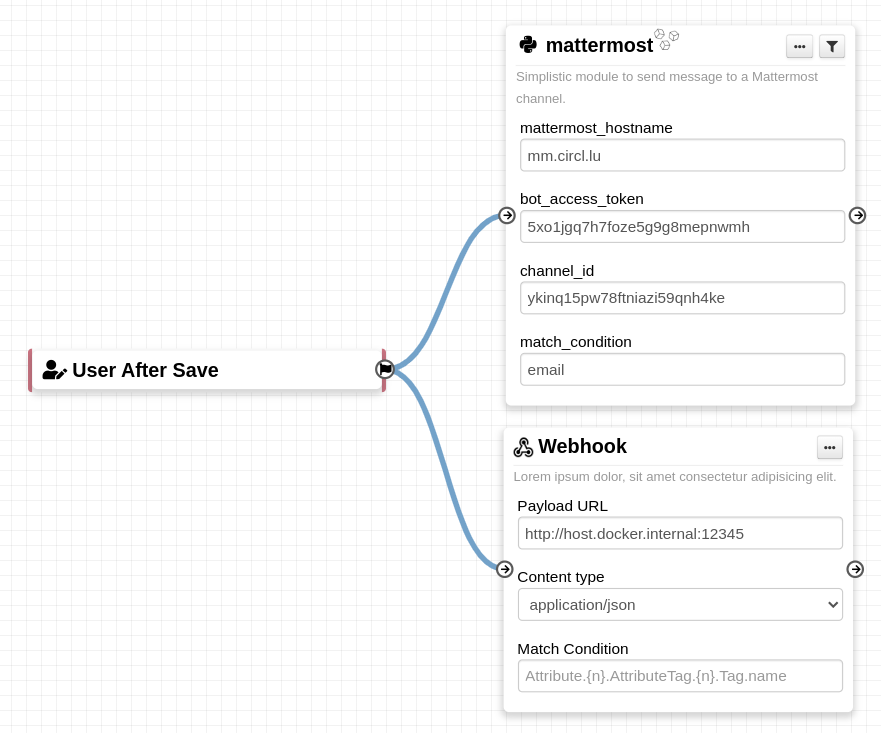 User After Save
mattermost
Simplistic module to send message to a Mattermost
channel.
mattermost_hostname
mm.circl.lu
bot_access_token
5xo1jgq7h7foze5g9g8mepnwmh
channel_id
ykinq15pw78ftniazi59qnh4ke
match_condition
email
Webhook
Lorem ipsum dolor, sit amet consectetur adipisicing elit.
Payload URL
http://host.docker.internal:12345
Content type
application/json
Match Condition
Attribute.{n}.AttributeTag.{n}.Tag.name